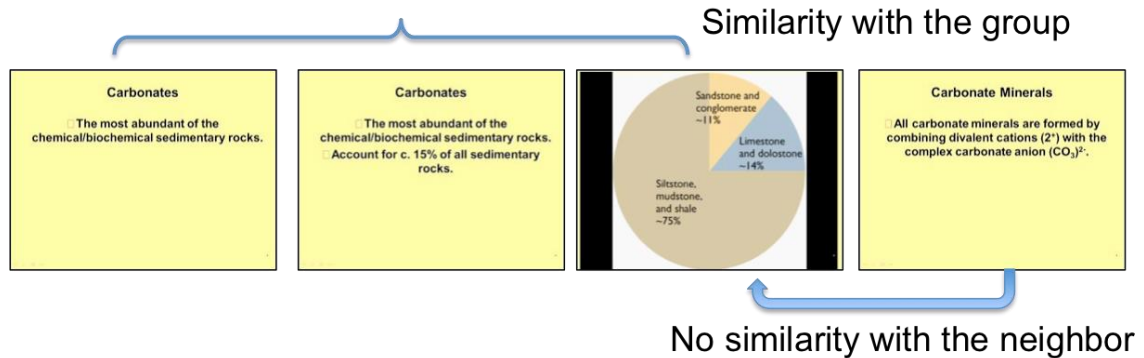 Similarity with the group
Carbonates
The most abundant of the
chemical/biochemical sedimentary rocks.
Carbonates
The most abundant of the
chemical/biochemical sedimentary rocks.
Account for c. 15% of all sedimentary
rocks.
Sandstone and
conglomerate
~11%
Limestone
and dolostone
~14%
Siltstone,
mudstone,
and shale
~75%
Carbonate Minerals
All carbonate minerals are formed by
combining divalent cations (2⁺) with the
complex carbonate anion (CO₃)²⁻.
No similarity with the neighbor